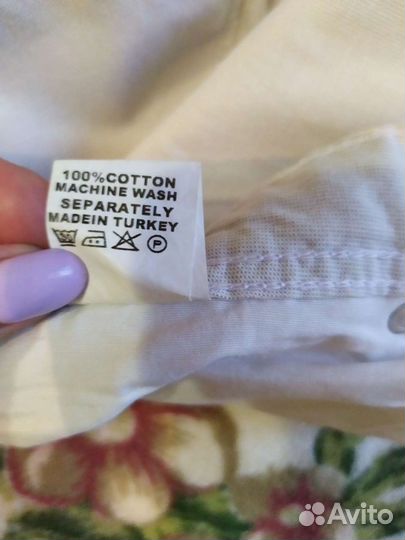 100%COTTON
MACHINE WASH
SEPARATELY
MADEIN TURKEY
P
Avito